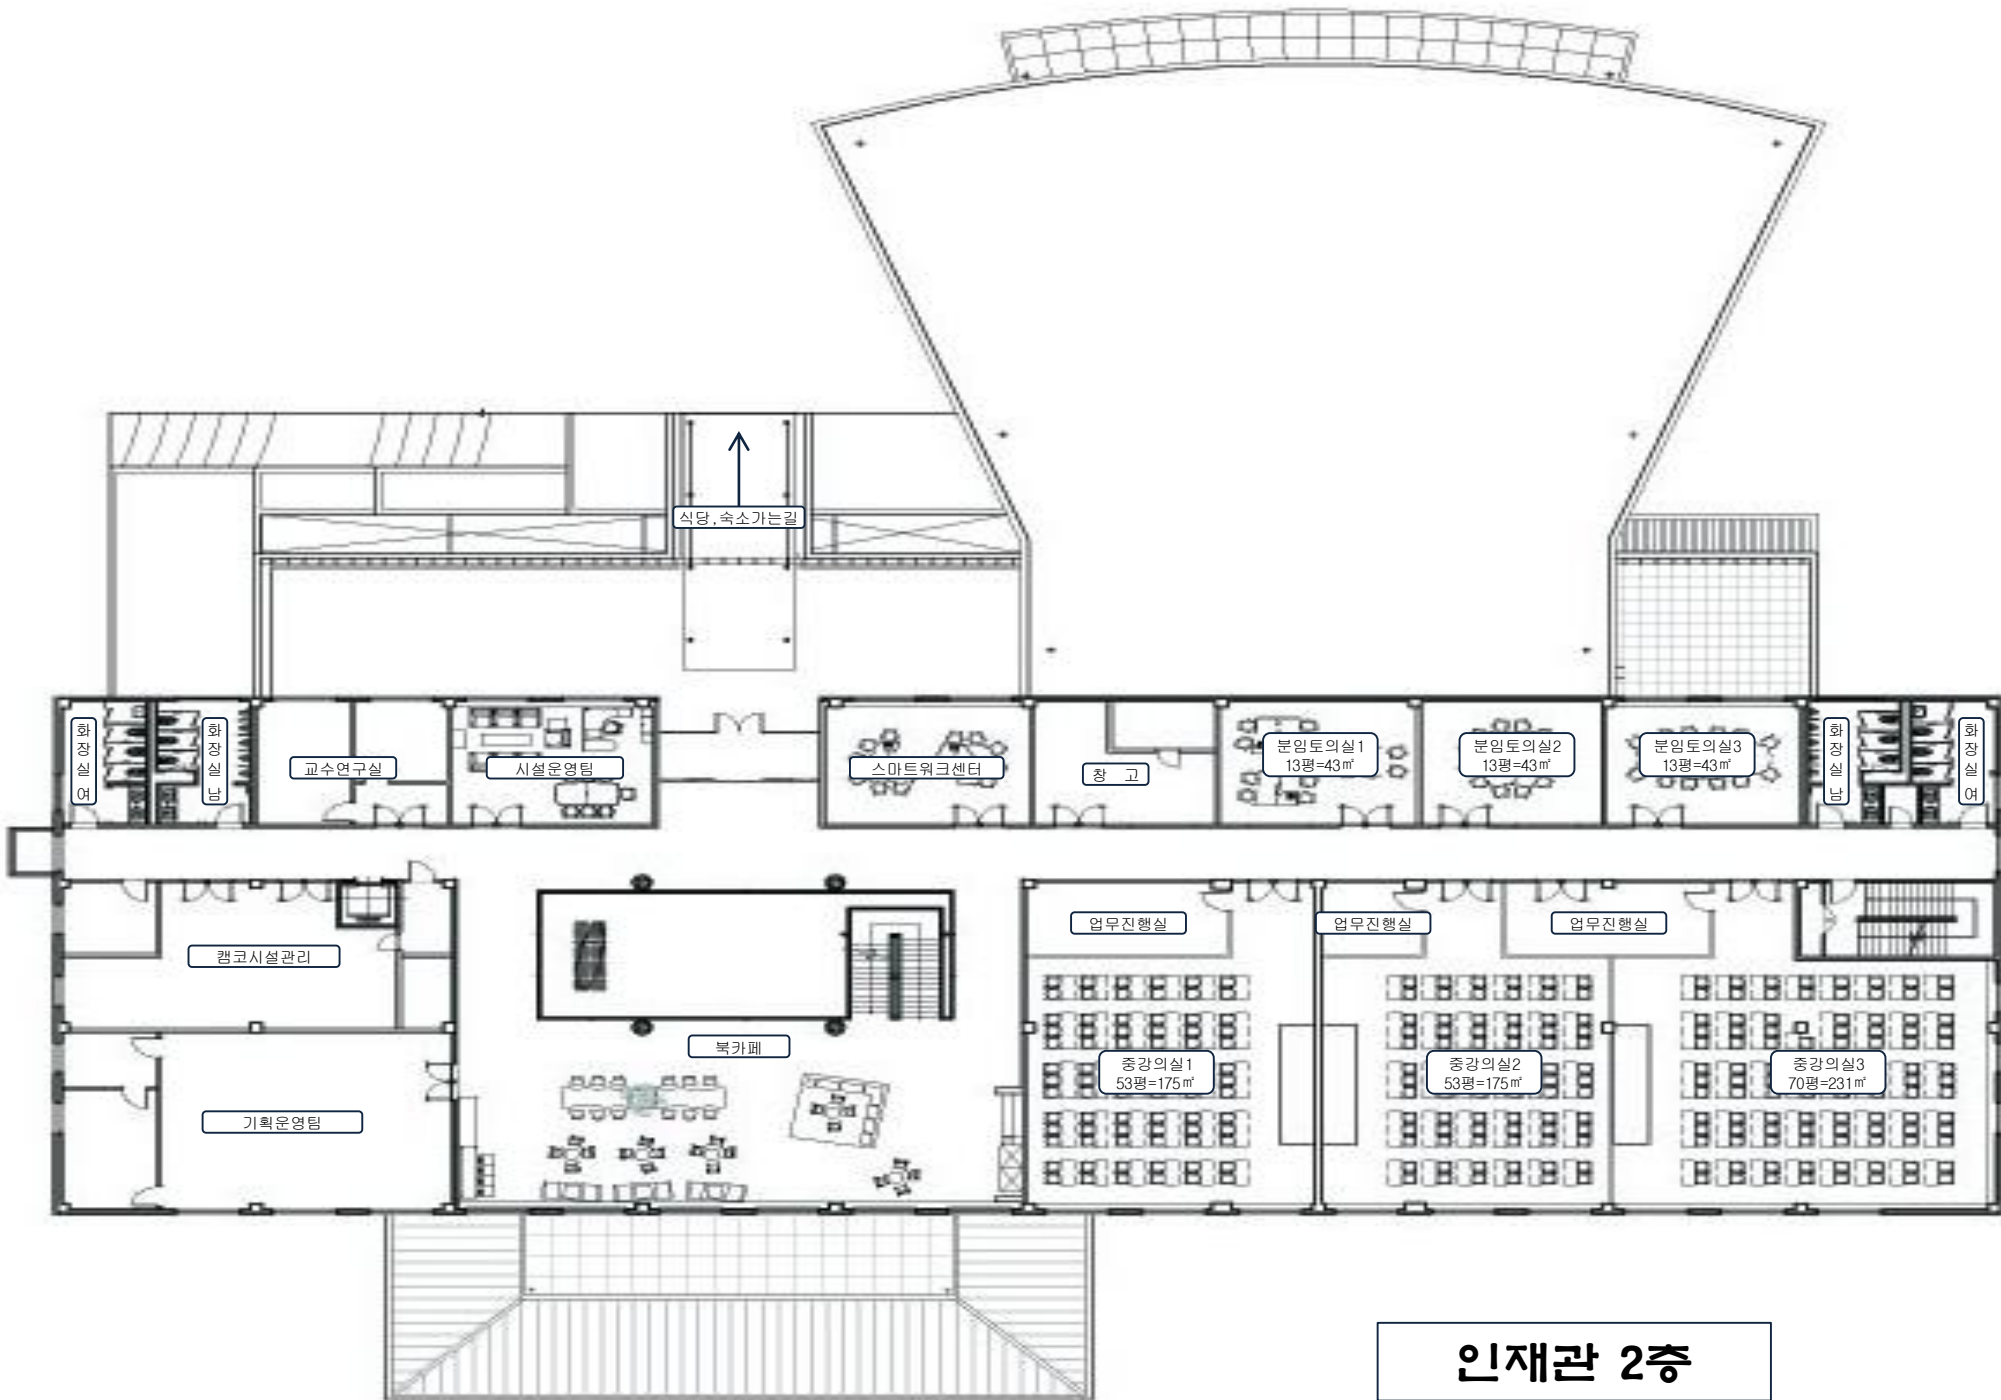 식당,숙소가는길
화장실 여
화장실 남
교수연구실
시설운영팀
스마트워크센터
창 고
분임토의실1
13평=43㎡
분임토의실2
13평=43㎡
분임토의실3
13평=43㎡
화장실 남
화장실 여
캠코시설관리
업무진행실
업무진행실
업무진행실
북카페
중강의실1
53평=175㎡
중강의실2
53평=175㎡
중강의실3
70평=231㎡
기획운영팀
인재관 2층